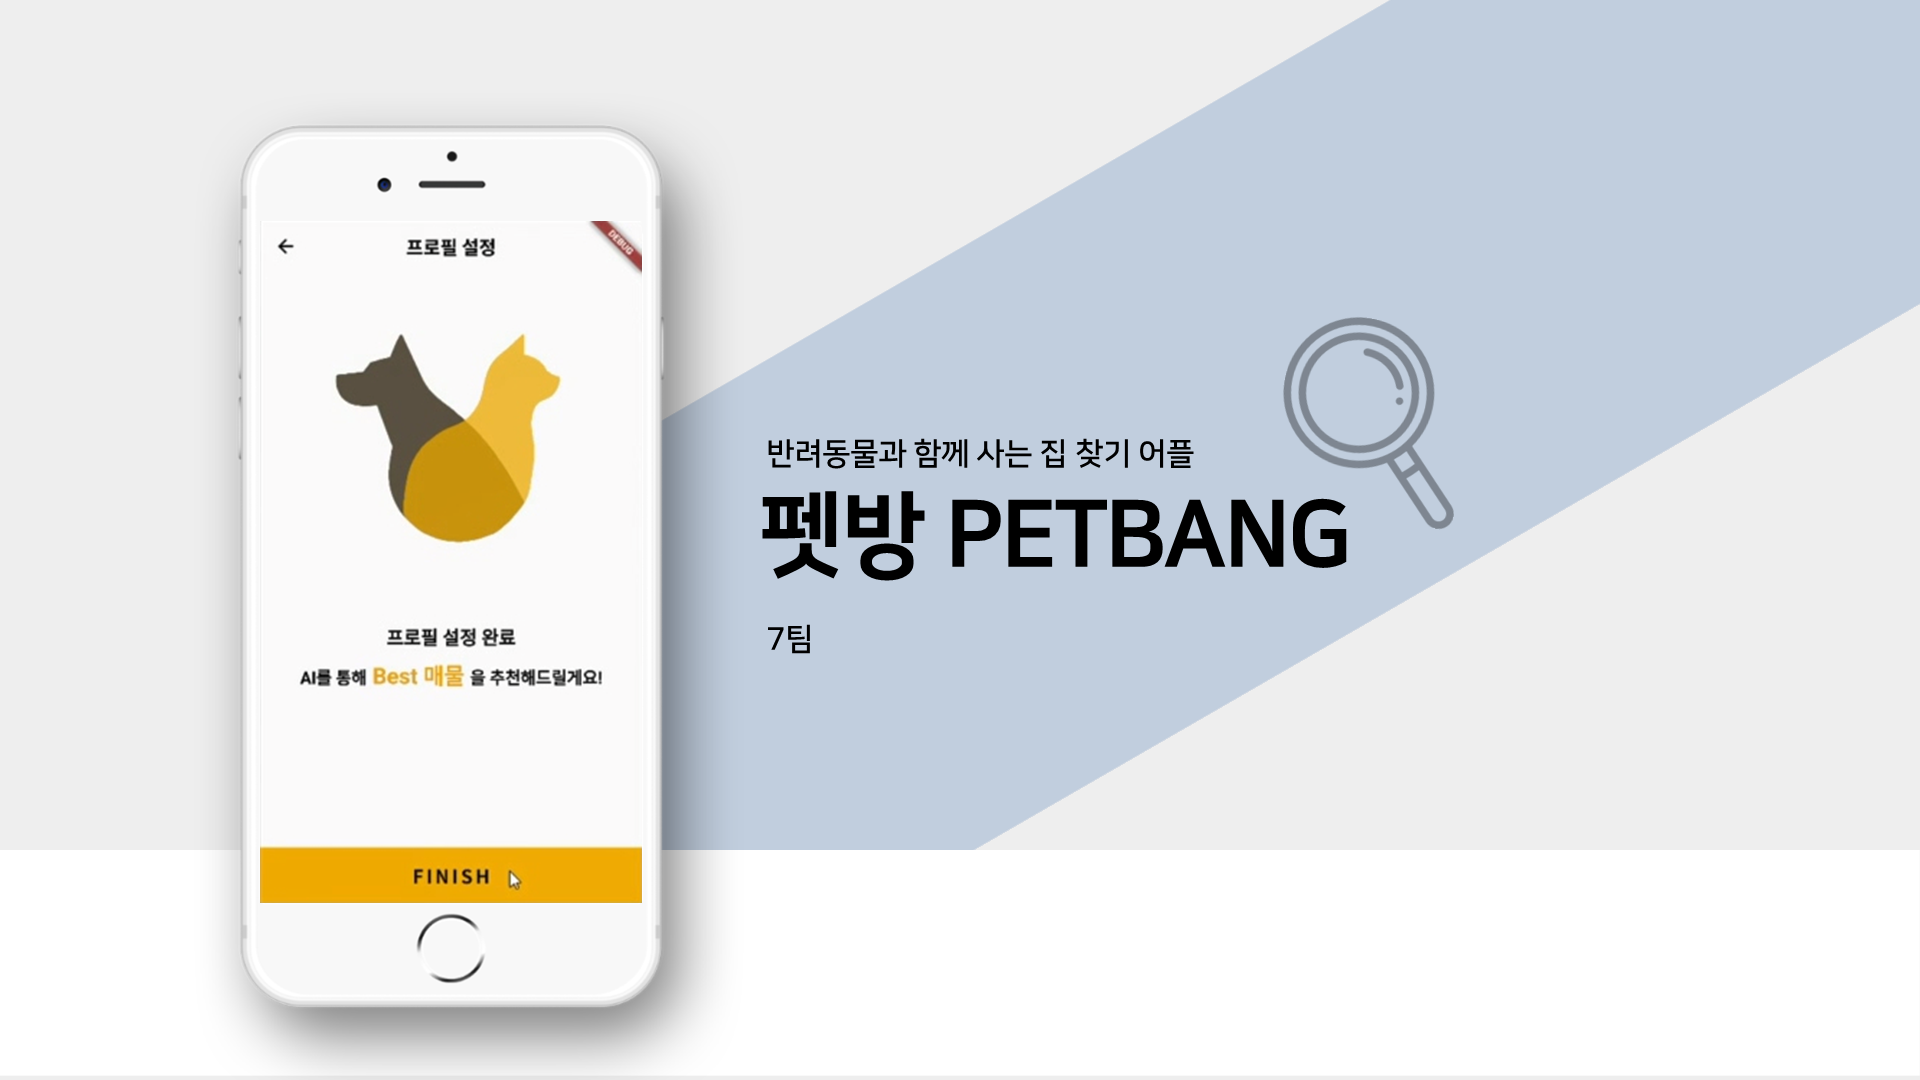 프로필 설정
DEBUG
프로필 설정 완료
AI를 통해 Best 매물 을 추천해드릴게요!
FINISH
반려동물과 함께 사는 집 찾기 어플
펫방 PETBANG
7팀